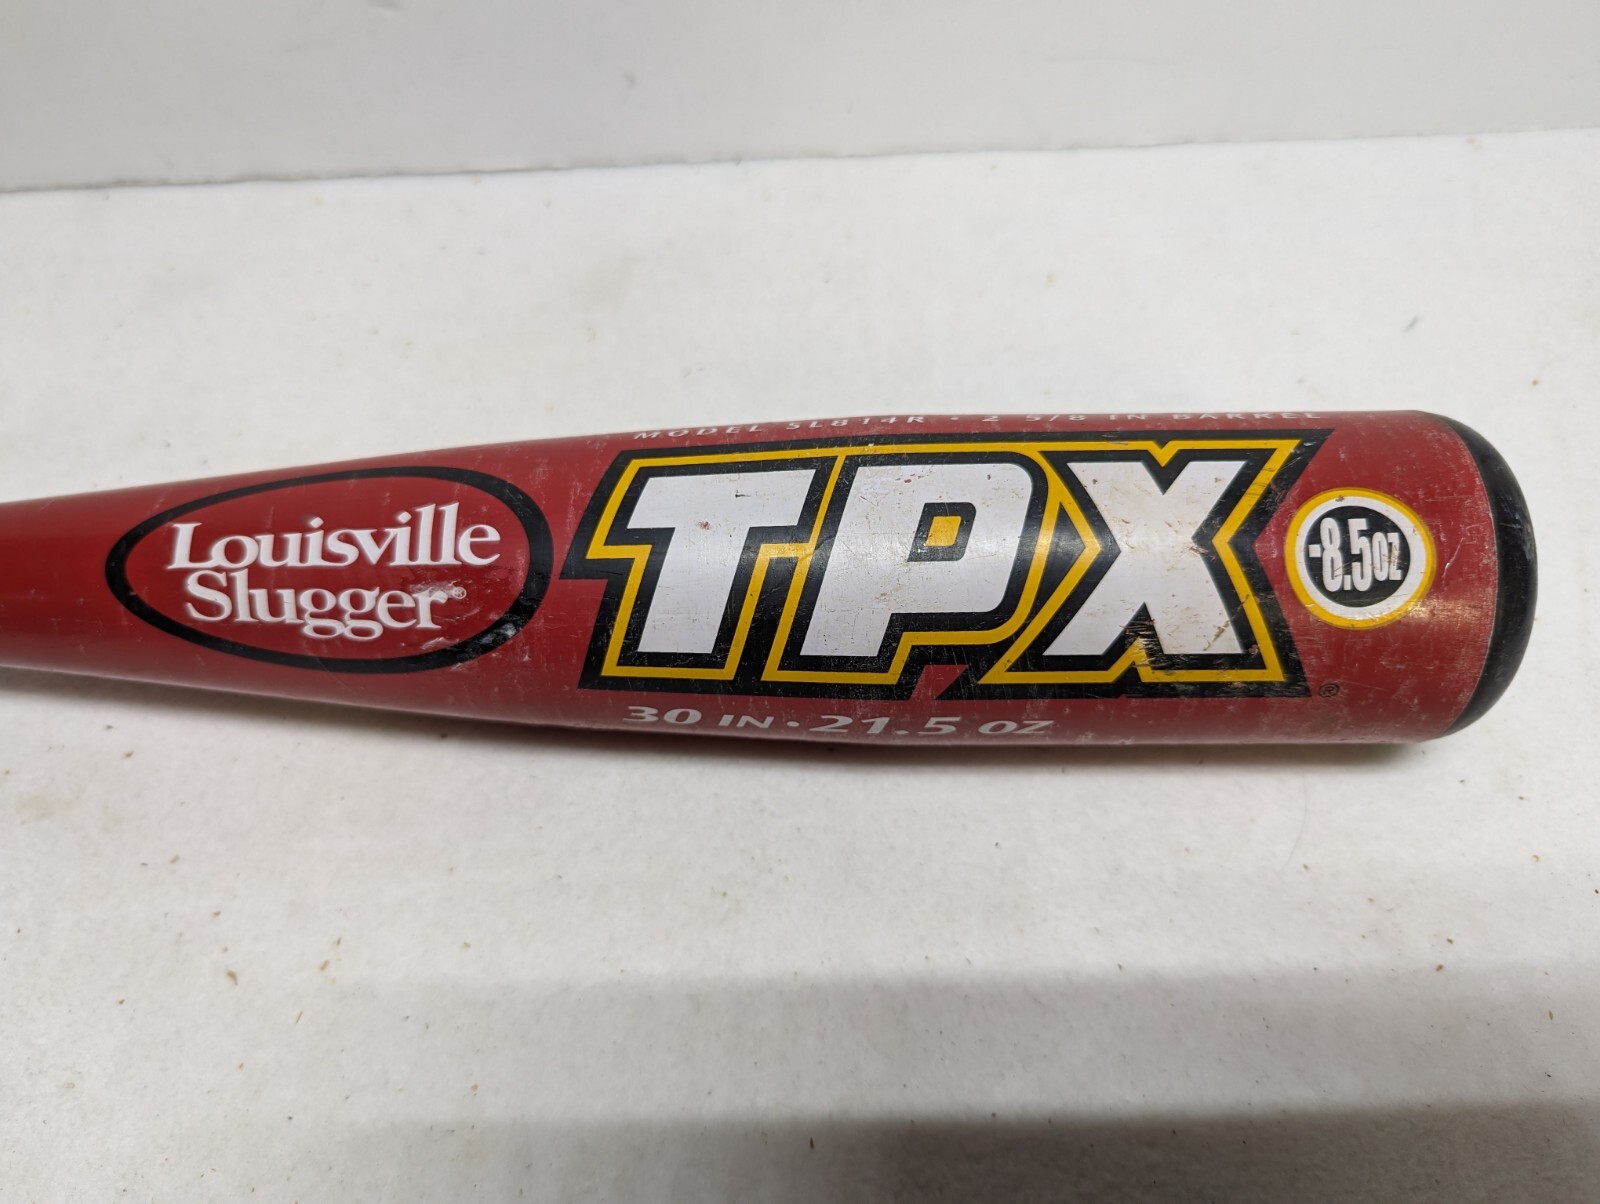 MODEL SL814R • 2 5/8 IN BARREL
Louisville
Slugger®
TPX®
-8.5oz
30 IN • 21.5 OZ